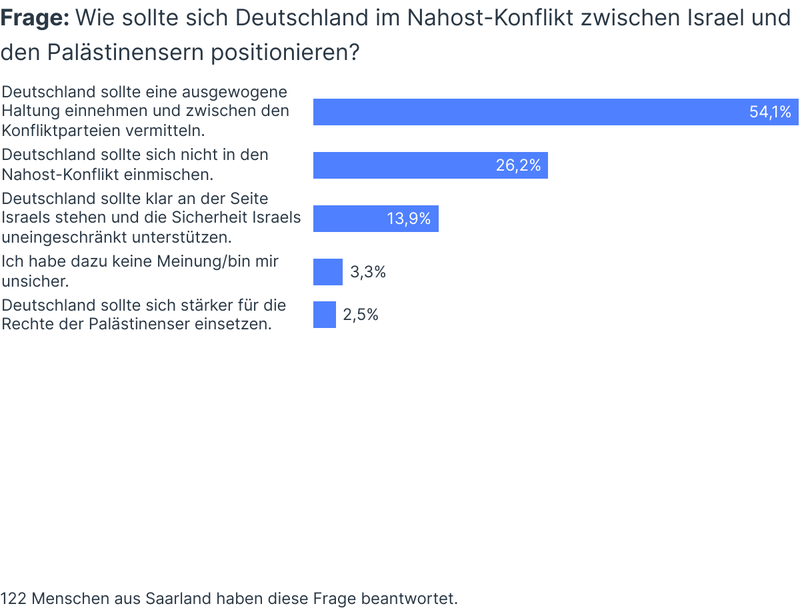 Frage: Wie sollte sich Deutschland im Nahost-Konflikt zwischen Israel und
den Palästinensern positionieren?
Deutschland sollte eine ausgewogene
Haltung einnehmen und zwischen den
Konfliktparteien vermitteln.
54,1%
Deutschland sollte sich nicht in den
Nahost-Konflikt einmischen.
26,2%
Deutschland sollte klar an der Seite
Israels stehen und die Sicherheit Israels
uneingeschränkt unterstützen.
13,9%
Ich habe dazu keine Meinung/bin mir
unsicher.
3,3%
Deutschland sollte sich stärker für die
Rechte der Palästinenser einsetzen.
2,5%
122 Menschen aus Saarland haben diese Frage beantwortet.